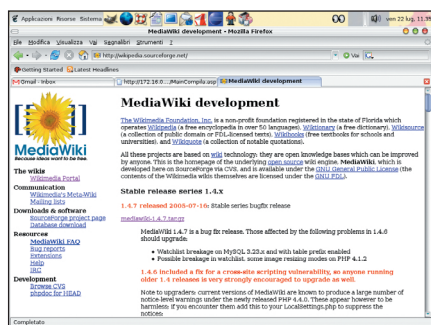 Applicazioni Risorse Sistema
ven 22 lug, 11.38
MediaWiki development - Mozilla Firefox
File Modifica Visualizza Vai Segnalibri Strumenti ?
http://wikipedia.sourceforge.net/
Vai
Getting Started Latest Headlines
Gmail - Inbox
http://172.16.0..../MainCompila.asp
MediaWiki development
MediaWiki
Because ideas want to be free.
The wikis
Wikimedia Portal
Communication
Wikimedia's Meta-Wiki
Mailing lists
Downloads & software
SourceForge project page
Database download
Resources
MediaWiki FAQ
Bug reports
Extensions
Help
IRC
Development
Browse CVS
phpdoc for HEAD
MediaWiki development
The Wikimedia Foundation, Inc. is a non-profit foundation registered in the state of Florida which
operates Wikipedia (a free encyclopedia in over 50 languages), Wiktionary (a free dictionary), Wikisource
(a collection of public domain or FDL-licensed texts), Wikibooks (free textbooks for schools and
universities), and Wikiquote (a collection of notable quotations).
All these projects are based on wiki technology: they are open knowledge bases which can be improved
by anyone. This is the homepage of the underlying open source wiki engine, MediaWiki, which is
developed here on SourceForge via CVS, and is available under the GNU General Public License (the
contents of the Wikimedia wikis themselves are licensed under the GNU FDL).
Stable release series 1.4.x
1.4.7 released 2005-07-16: Stable series bugfix release
mediawiki-1.4.7.tar.gz
MediaWiki 1.4.7 is a bug fix release. Those affected by the following problems in 1.4.6
should upgrade:
Watchlist breakage on MySQL 3.23.x and with table prefix enabled
Possible breakage in watchlist, some image resizing modes on PHP 4.1.2
1.4.6 included a fix for a cross-site scripting vulnerability, so anyone running
older 1.4 releases is very strongly encouraged to upgrade as well.
Note to upgraders: current versions of MediaWiki are known to produce a large number of
notice-level warnings under the newly released PHP 4.4.0. These appear however to be
harmless; if you encounter them add this to your LocalSettings.php to suppress the
notices:
Completato